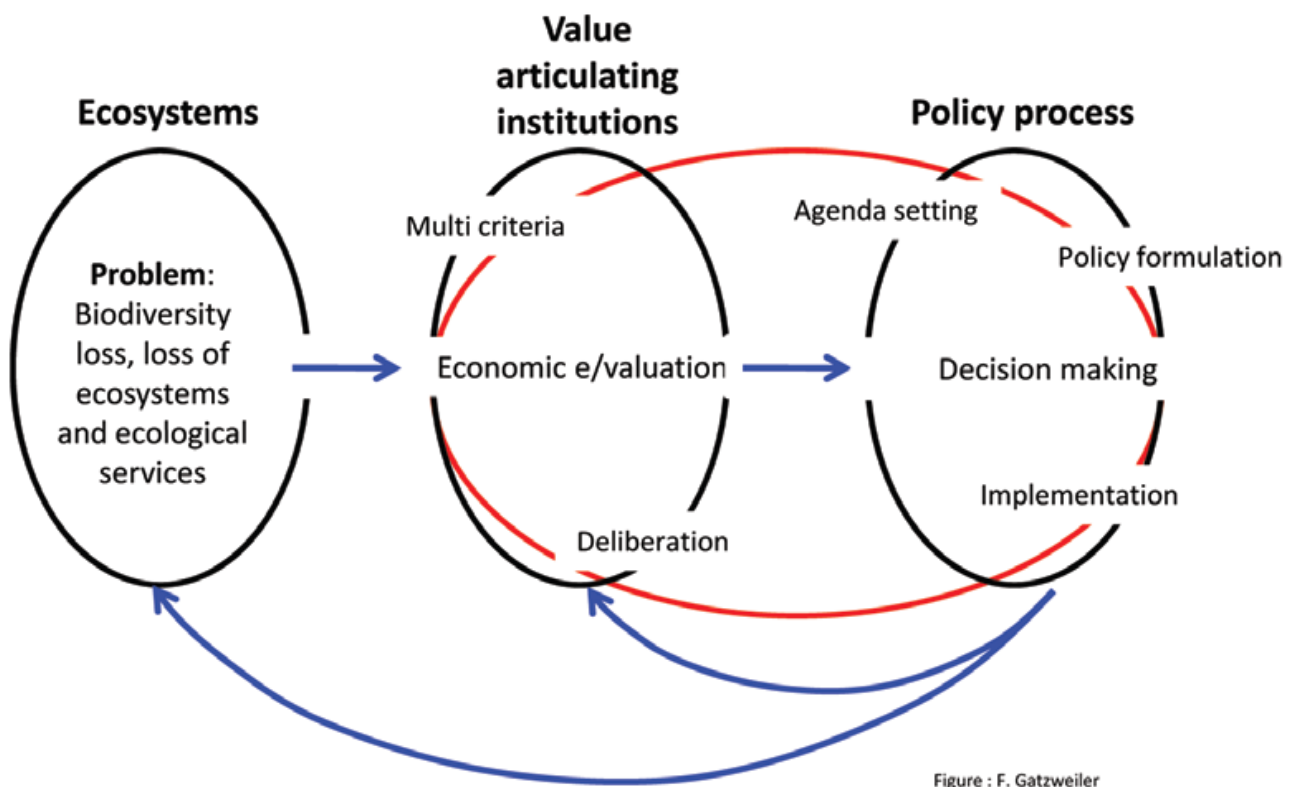 Ecosystems
Problem:
Biodiversity
loss, loss of
ecosystems
and ecological
services
Value
articulating
institutions
Multi criteria
Economic e/valuation
Deliberation
Policy process
Agenda setting
Policy formulation
Decision making
Implementation
Figure : F. Gatzweiler